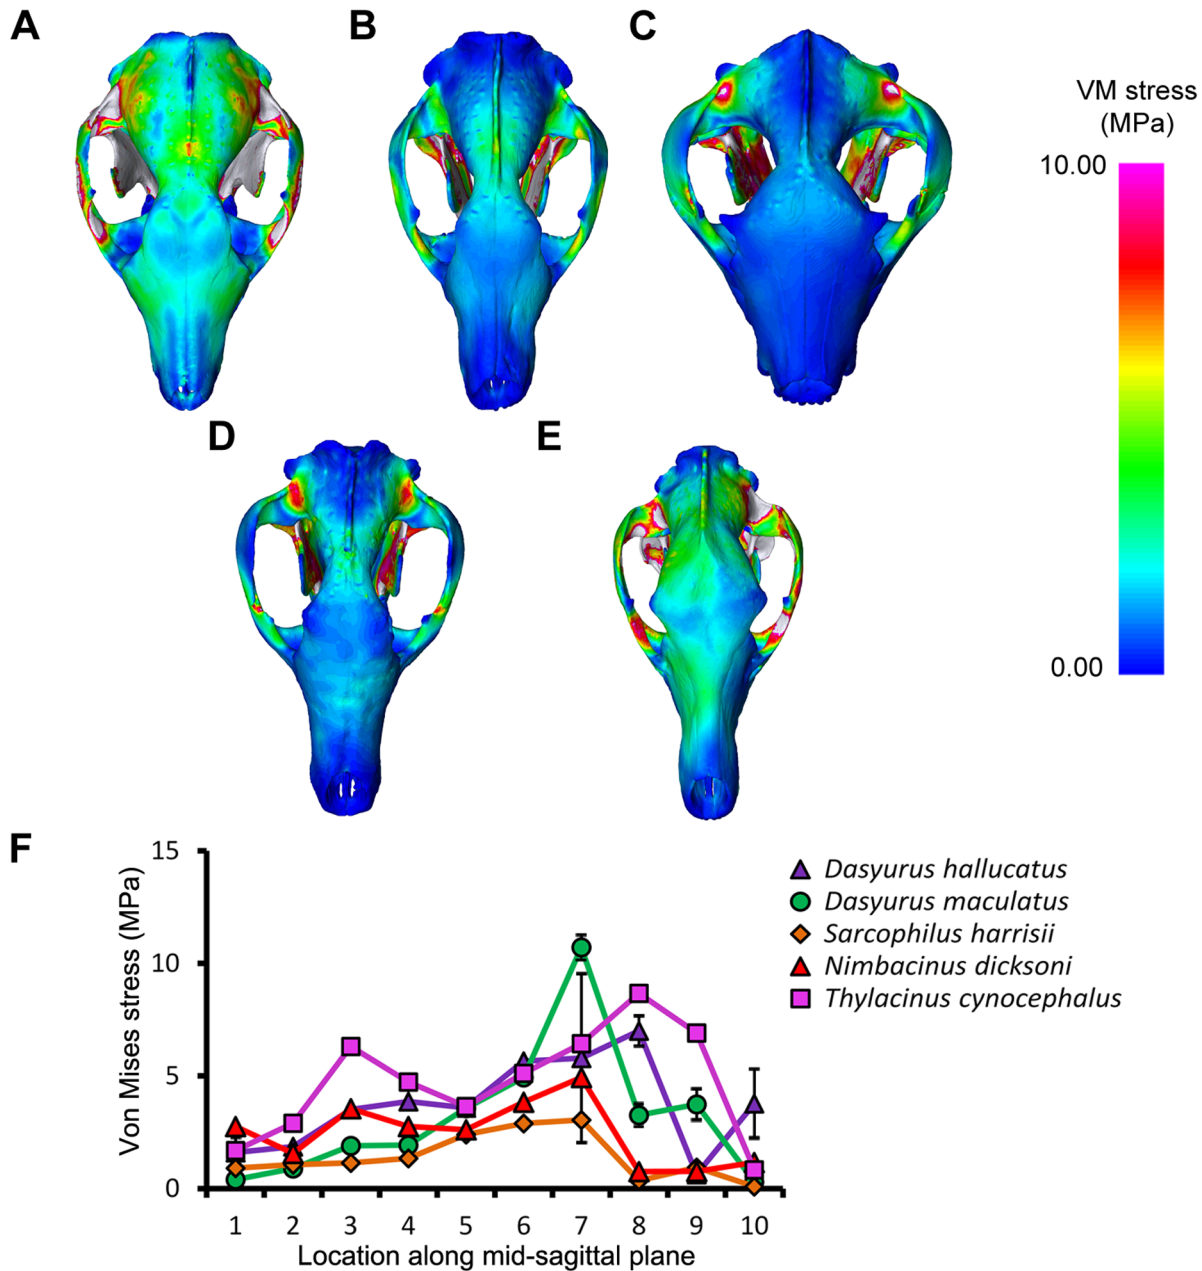 A
B
C
VM stress
(MPa)
10.00
0.00
D
E
F
Von Mises stress (MPa)
15
10
5
0
1 2 3 4 5 6 7 8 9 10
Location along mid-sagittal plane
Dasyurus hallucatus
Dasyurus maculatus
Sarcophilus harrisii
Nimbacinus dicksoni
Thylacinus cynocephalus